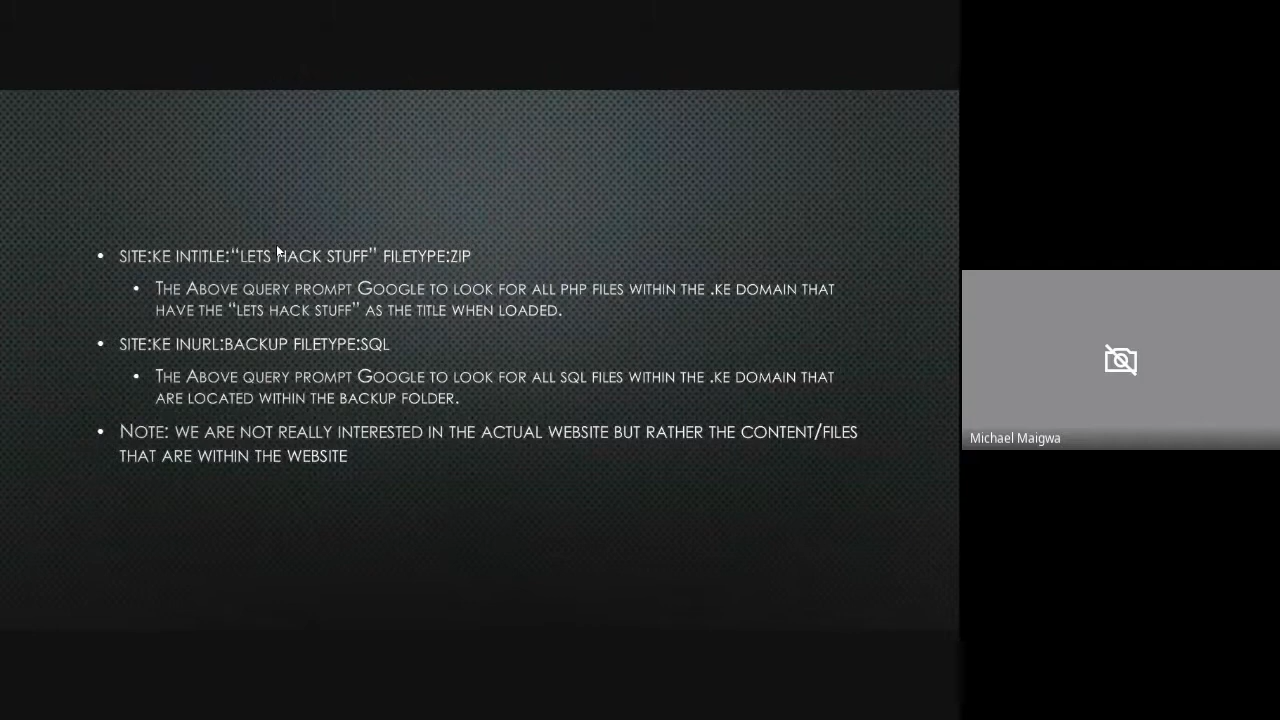 • SITE:KE INTITLE:“LETS HACK STUFF” FILETYPE:ZIP
• THE ABOVE QUERY PROMPT GOOGLE TO LOOK FOR ALL PHP FILES WITHIN THE .KE DOMAIN THAT
HAVE THE “LETS HACK STUFF” AS THE TITLE WHEN LOADED.
• SITE:KE INURL:BACKUP FILETYPE:SQL
• THE ABOVE QUERY PROMPT GOOGLE TO LOOK FOR ALL SQL FILES WITHIN THE .KE DOMAIN THAT
ARE LOCATED WITHIN THE BACKUP FOLDER.
• NOTE: WE ARE NOT REALLY INTERESTED IN THE ACTUAL WEBSITE BUT RATHER THE CONTENT/FILES
THAT ARE WITHIN THE WEBSITE
Michael Maigwa